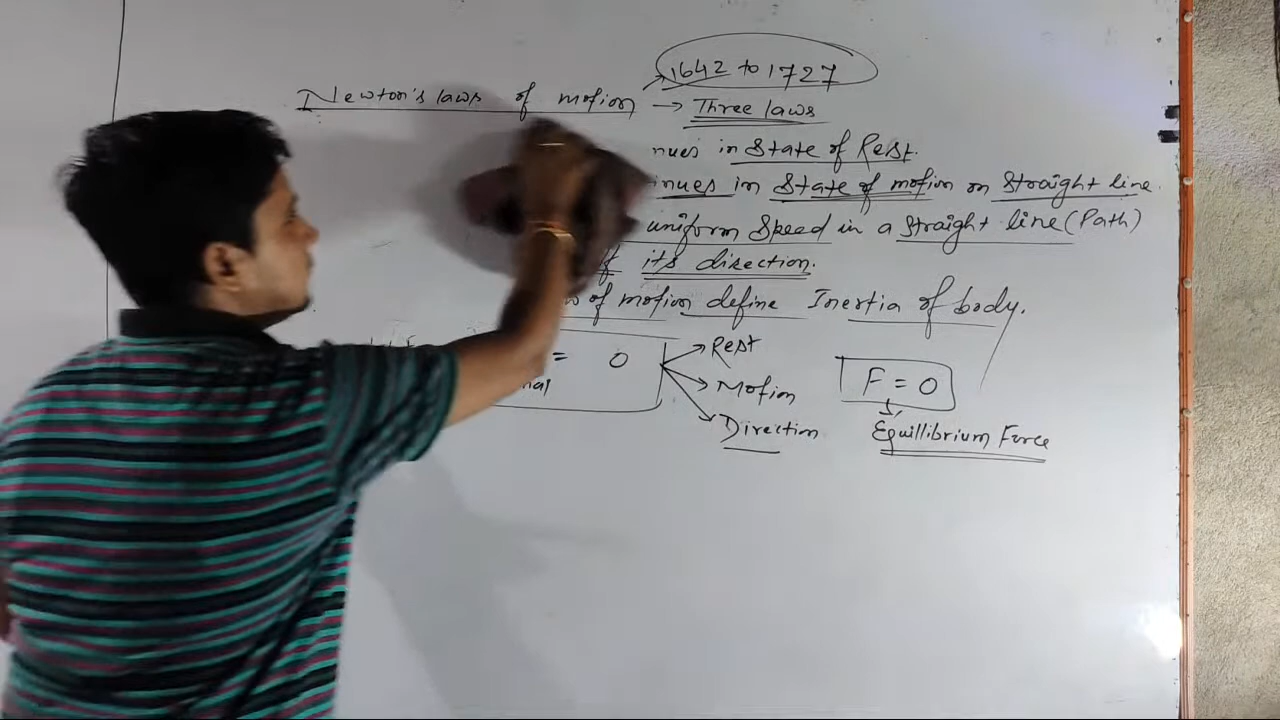 1642 to 1727
Newton's laws of motion → Three laws
nues in State of Rest.
inues in State of motion on straight line.
uniform Speed in a straight line (Path)
its direction.
of motion define Inertia of body.
= 0
Rest
Motion
Direction
F = 0
Equillibrium Force